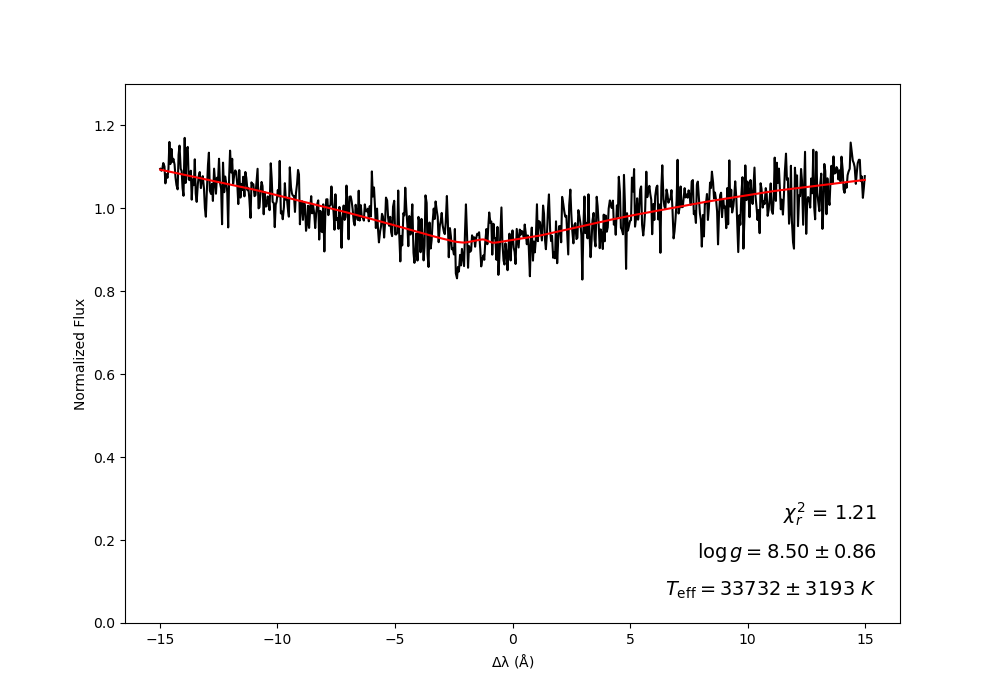 1.2
1.0
0.8
0.6
0.4
0.2
0.0
Normalized Flux
χ²ᵣ = 1.21
log g = 8.50 ± 0.86
T_eff = 33732 ± 3193 K
−15 −10 −5 0 5 10 15
Δλ (Å)